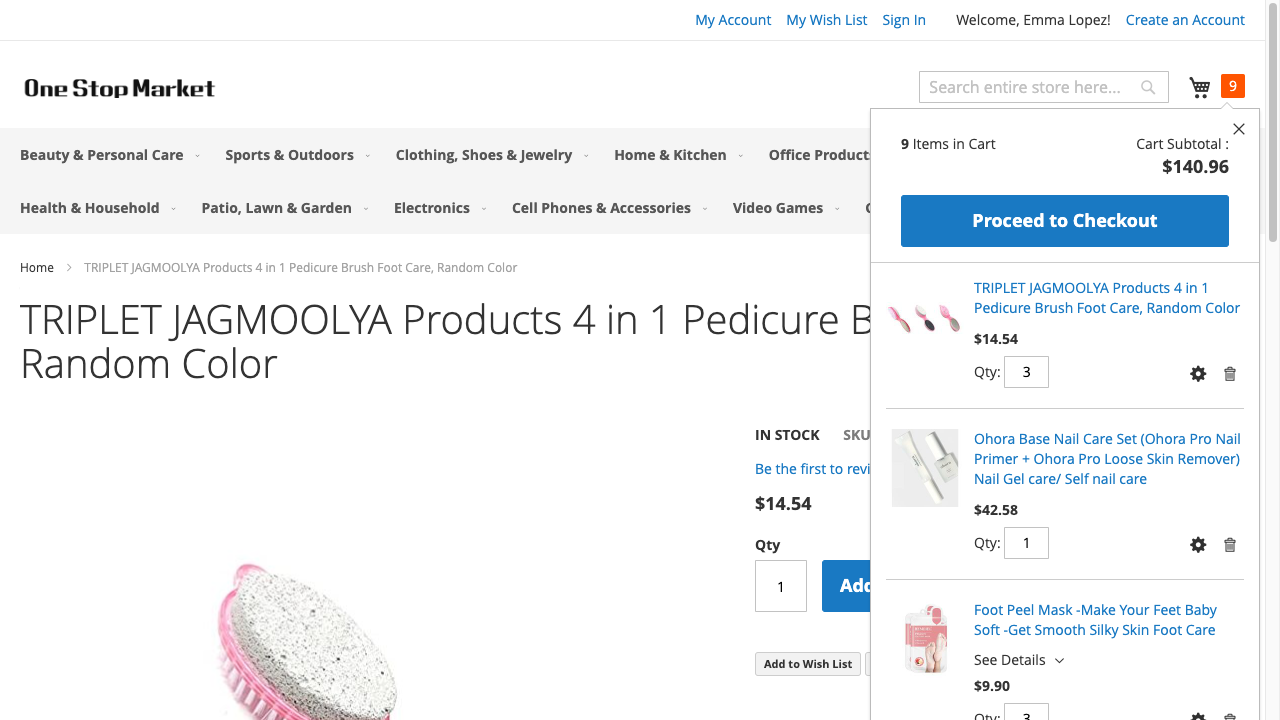 My Account My Wish List Sign In Welcome, Emma Lopez! Create an Account
One Stop Market
Search entire store here...
9
Beauty & Personal Care Sports & Outdoors Clothing, Shoes & Jewelry Home & Kitchen Office Product
Health & Household Patio, Lawn & Garden Electronics Cell Phones & Accessories Video Games
Home TRIPLET JAGMOOLYA Products 4 in 1 Pedicure Brush Foot Care, Random Color
TRIPLET JAGMOOLYA Products 4 in 1 Pedicure B
Random Color
IN STOCK SKU
Be the first to revi
$14.54
Qty
1
Add
Add to Wish List
9 Items in Cart
Cart Subtotal :
$140.96
Proceed to Checkout
TRIPLET JAGMOOLYA Products 4 in 1
Pedicure Brush Foot Care, Random Color
$14.54
Qty: 3
Ohora Base Nail Care Set (Ohora Pro Nail
Primer + Ohora Pro Loose Skin Remover)
Nail Gel care/ Self nail care
$42.58
Qty: 1
Foot Peel Mask -Make Your Feet Baby
Soft -Get Smooth Silky Skin Foot Care
See Details
$9.90
Qty: 3